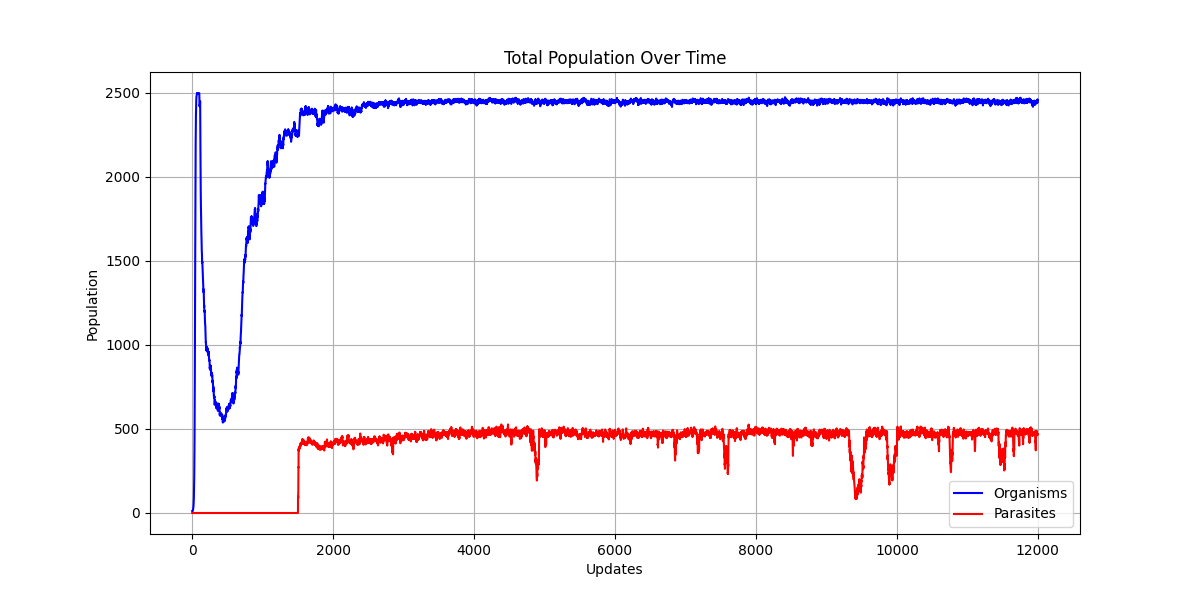 Total Population Over Time
Population
2500
2000
1500
1000
500
0
0 2000 4000 6000 8000 10000 12000
Updates
Organisms
Parasites